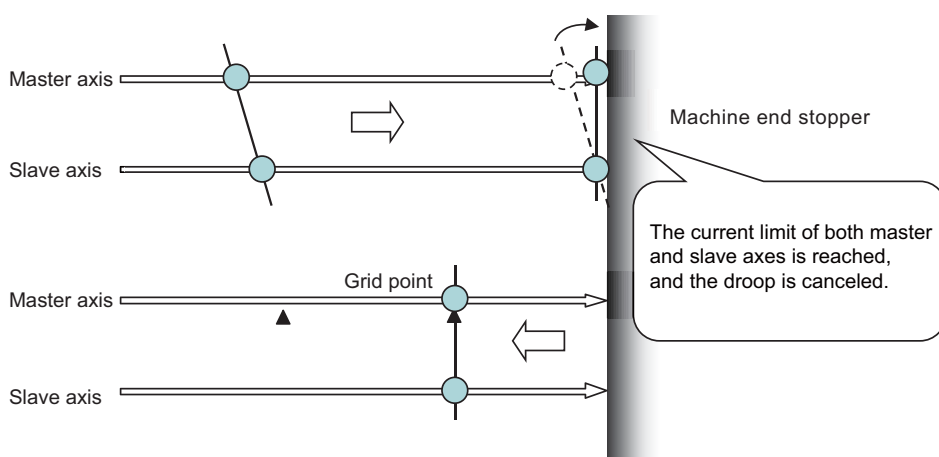 Master axis
Machine end stopper
Slave axis
The current limit of both master
and slave axes is reached,
and the droop is canceled.
Grid point
Master axis
Slave axis